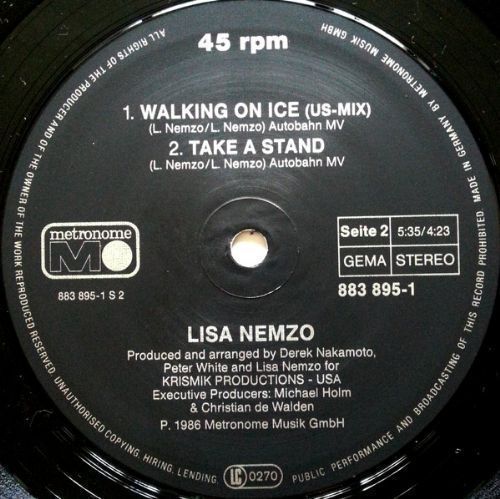 45 rpm
1. WALKING ON ICE (US-MIX)
(L. Nemzo/L. Nemzo) Autobahn MV
2. TAKE A STAND
(L. Nemzo/L. Nemzo) Autobahn MV
metronome
M
883 895-1 S 2
Seite 2 5:35/4:23
GEMA STEREO
883 895-1
LISA NEMZO
Produced and arranged by Derek Nakamoto,
Peter White and Lisa Nemzo for
KRISMIK PRODUCTIONS - USA
Executive Producers: Michael Holm
& Christian de Walden
P. 1986 Metronome Musik GmbH
LC 0270
ALL RIGHTS OF THE PRODUCER AND OF THE OWNER OF THE WORK REPRODUCED RESERVED. UNAUTHORISED COPYING, HIRING, LENDING, PUBLIC PERFORMANCE AND BROADCASTING OF THIS RECORD PROHIBITED. MADE IN GERMANY BY METRONOME MUSIK GMBH